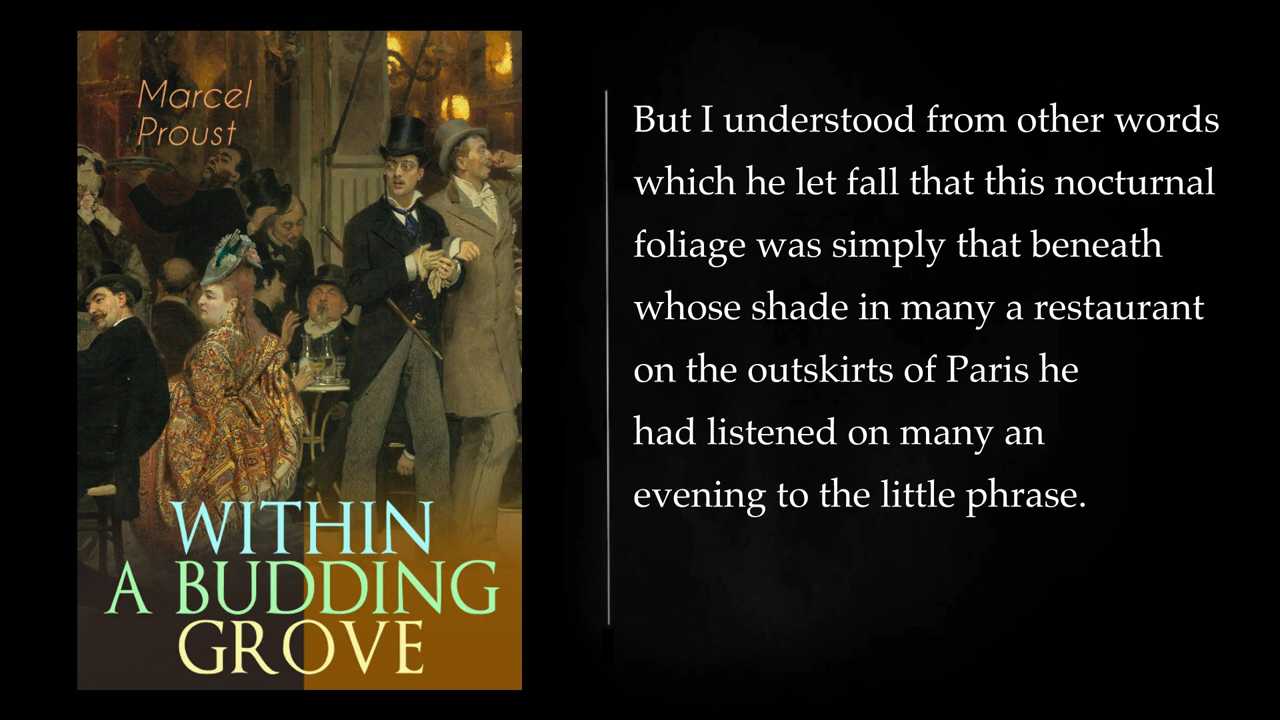 Marcel
Proust
WITHIN
A BUDDING
GROVE
But I understood from other words
which he let fall that this nocturnal
foliage was simply that beneath
whose shade in many a restaurant
on the outskirts of Paris he
had listened on many an
evening to the little phrase.